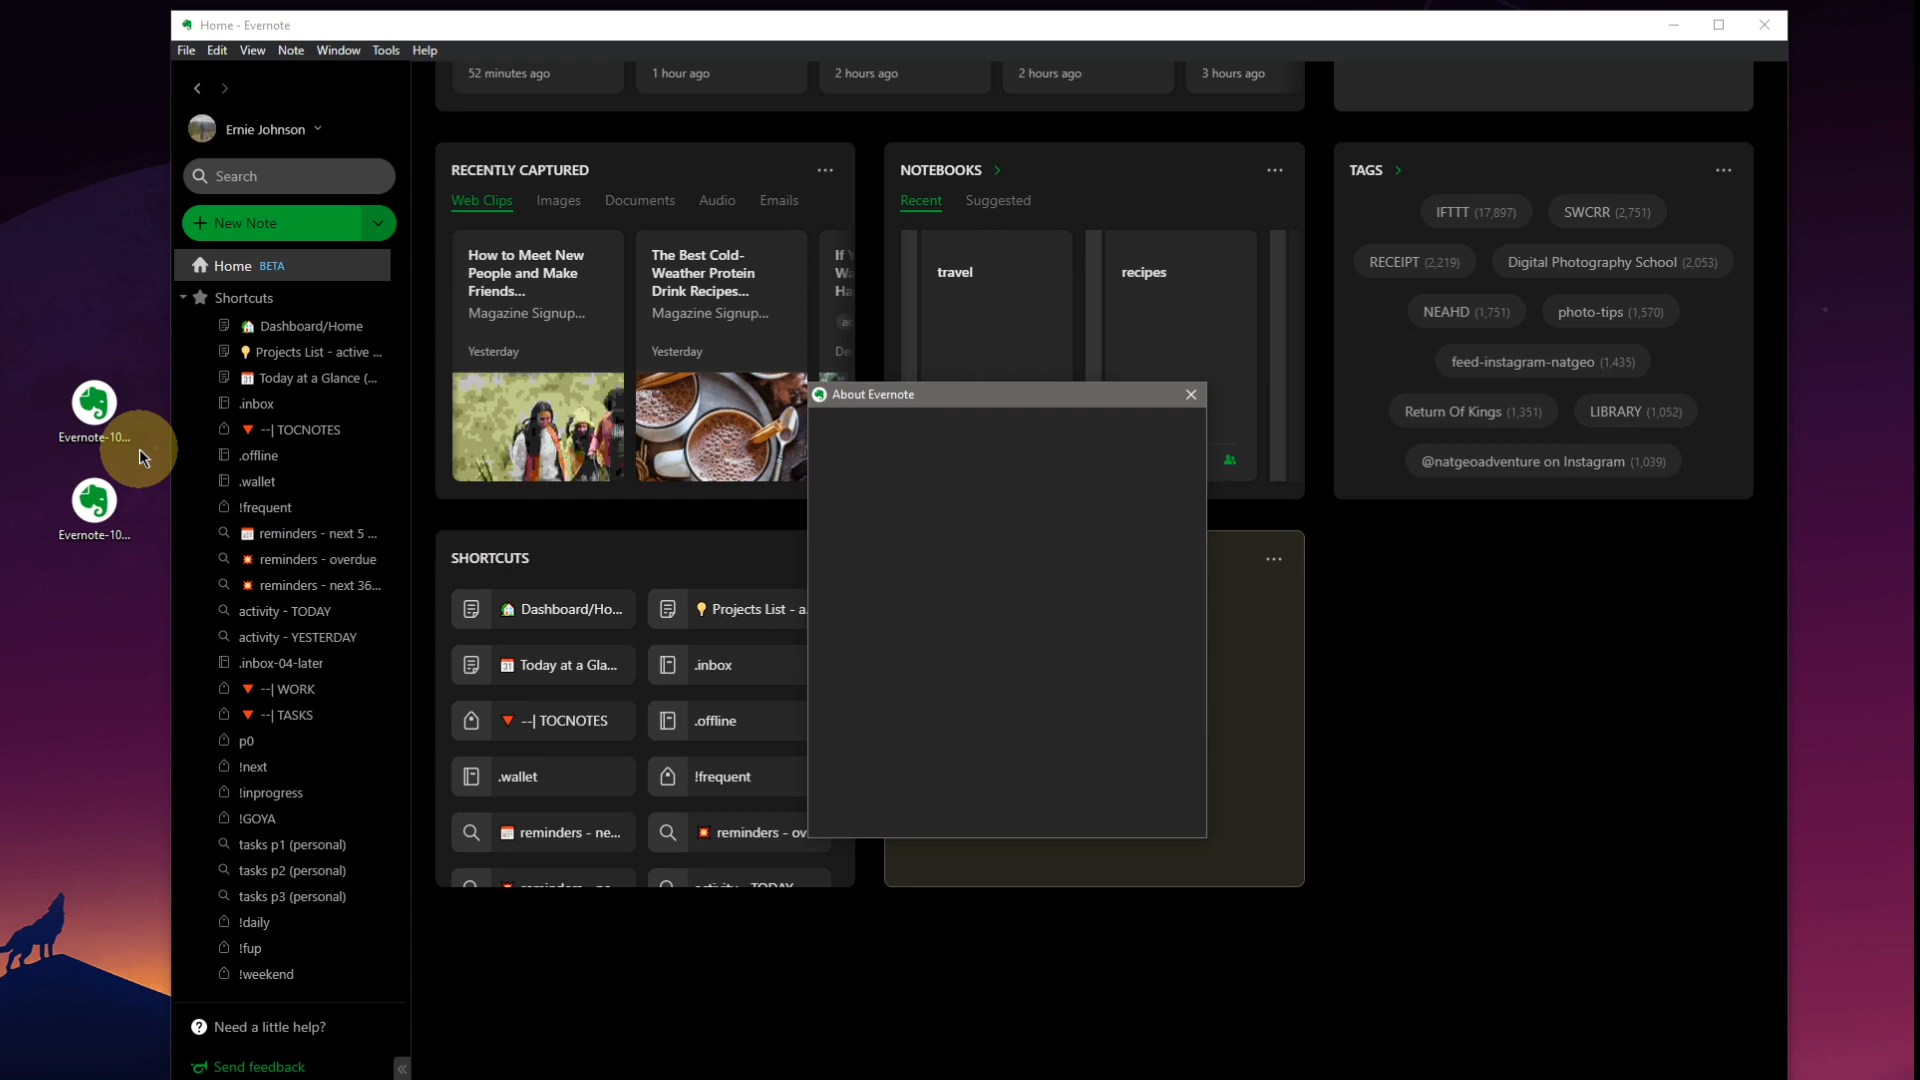 Home - Evernote
File Edit View Note Window Tools Help
Ernie Johnson
Search
New Note
Home BETA
Shortcuts
Dashboard/Home
Projects List - active ...
Today at a Glance (...
.inbox
--| TOCNOTES
.offline
.wallet
!frequent
reminders - next 5 ...
reminders - overdue
reminders - next 36...
activity - TODAY
activity - YESTERDAY
.inbox-04-later
--| WORK
--| TASKS
p0
!next
!inprogress
!GOYA
tasks p1 (personal)
tasks p2 (personal)
tasks p3 (personal)
!daily
!fup
!weekend
Need a little help?
Send feedback
Evernote-10...
Evernote-10...
52 minutes ago
1 hour ago
2 hours ago
2 hours ago
3 hours ago
RECENTLY CAPTURED
Web Clips Images Documents Audio Emails
How to Meet New
People and Make
Friends...
Magazine Signup...
Yesterday
The Best Cold-
Weather Protein
Drink Recipes...
Magazine Signup...
Yesterday
NOTEBOOKS
Recent Suggested
travel
recipes
TAGS
IFTTT (17,897)
SWCRR (2,751)
RECEIPT (2,219)
Digital Photography School (2,053)
NEAHD (1,751)
photo-tips (1,570)
feed-instagram-natgeo (1,435)
Return Of Kings (1,351)
LIBRARY (1,052)
@natgeoadventure on Instagram (1,039)
About Evernote
SHORTCUTS
Dashboard/Ho...
Projects List - a
Today at a Gla...
.inbox
--| TOCNOTES
.offline
.wallet
!frequent
reminders - ne...
reminders - ov